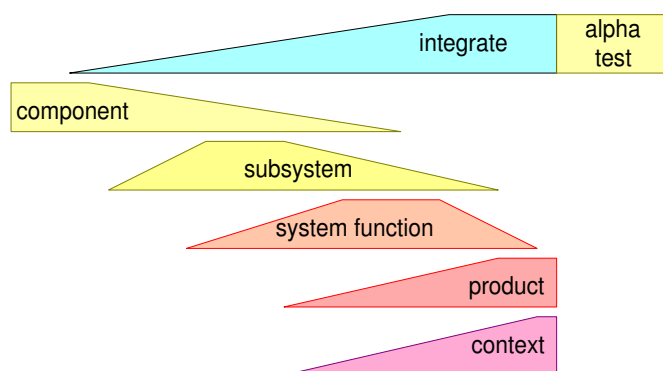 integrate
alpha
test
component
subsystem
system function
product
context